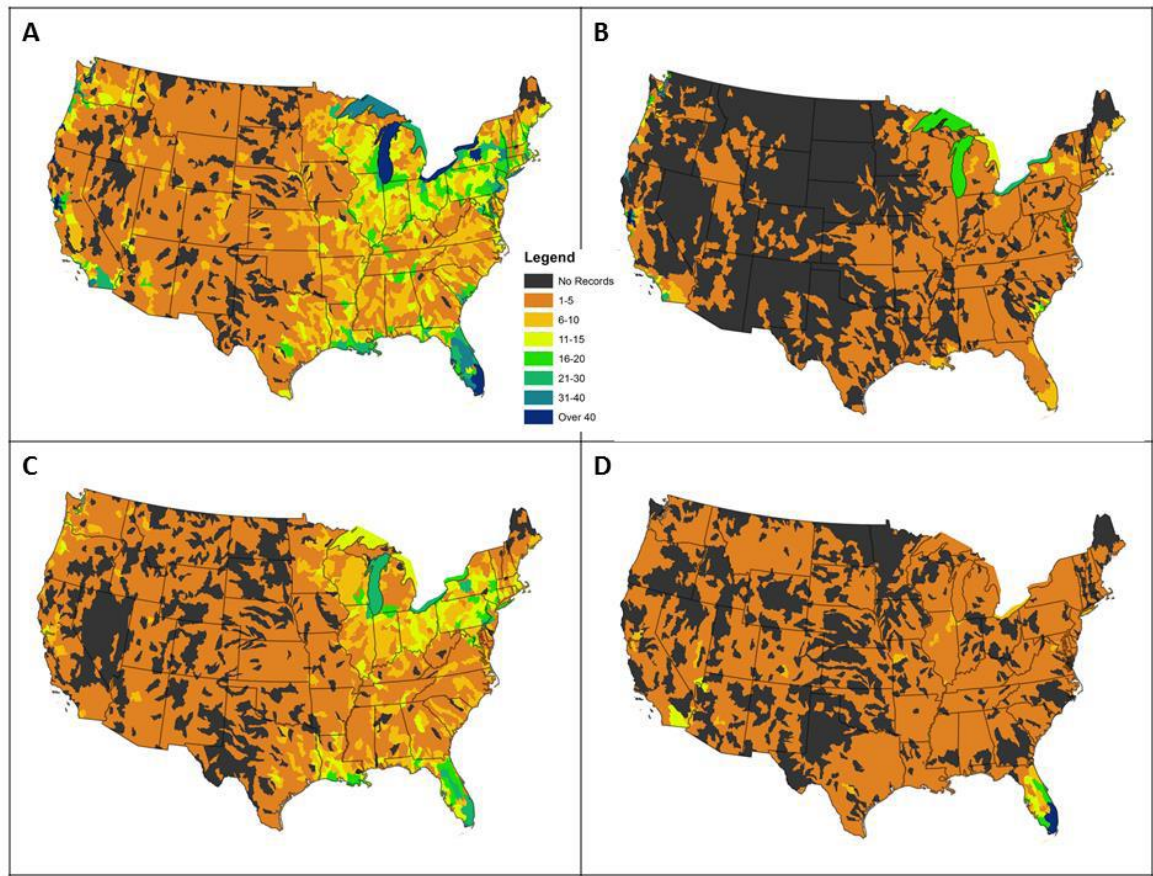 A
B
Legend
No Records
1-5
6-10
11-15
16-20
21-30
31-40
Over 40
C
D